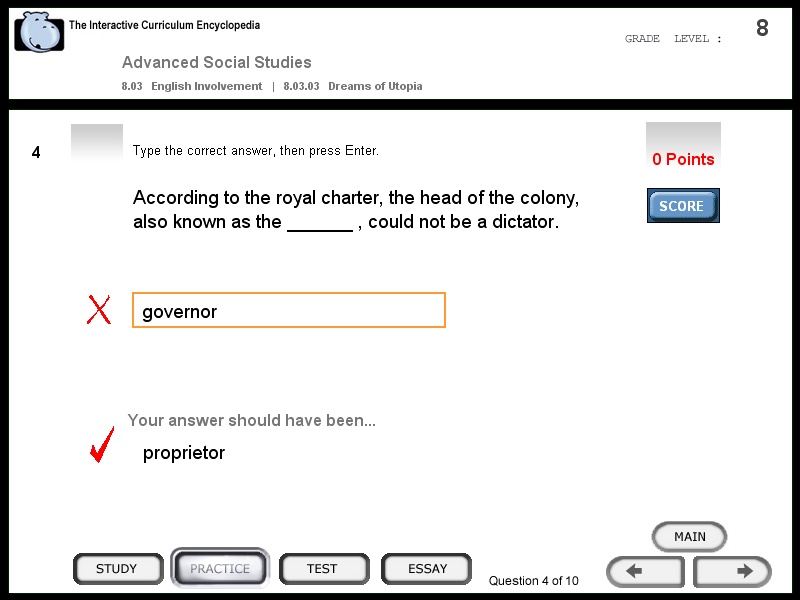 The Interactive Curriculum Encyclopedia
GRADE LEVEL :
8
Advanced Social Studies
8.03 English Involvement | 8.03.03 Dreams of Utopia
4
Type the correct answer, then press Enter.
0 Points
According to the royal charter, the head of the colony,
also known as the _______ , could not be a dictator.
SCORE
X
governor
Your answer should have been...
proprietor
MAIN
STUDY
PRACTICE
TEST
ESSAY
Question 4 of 10